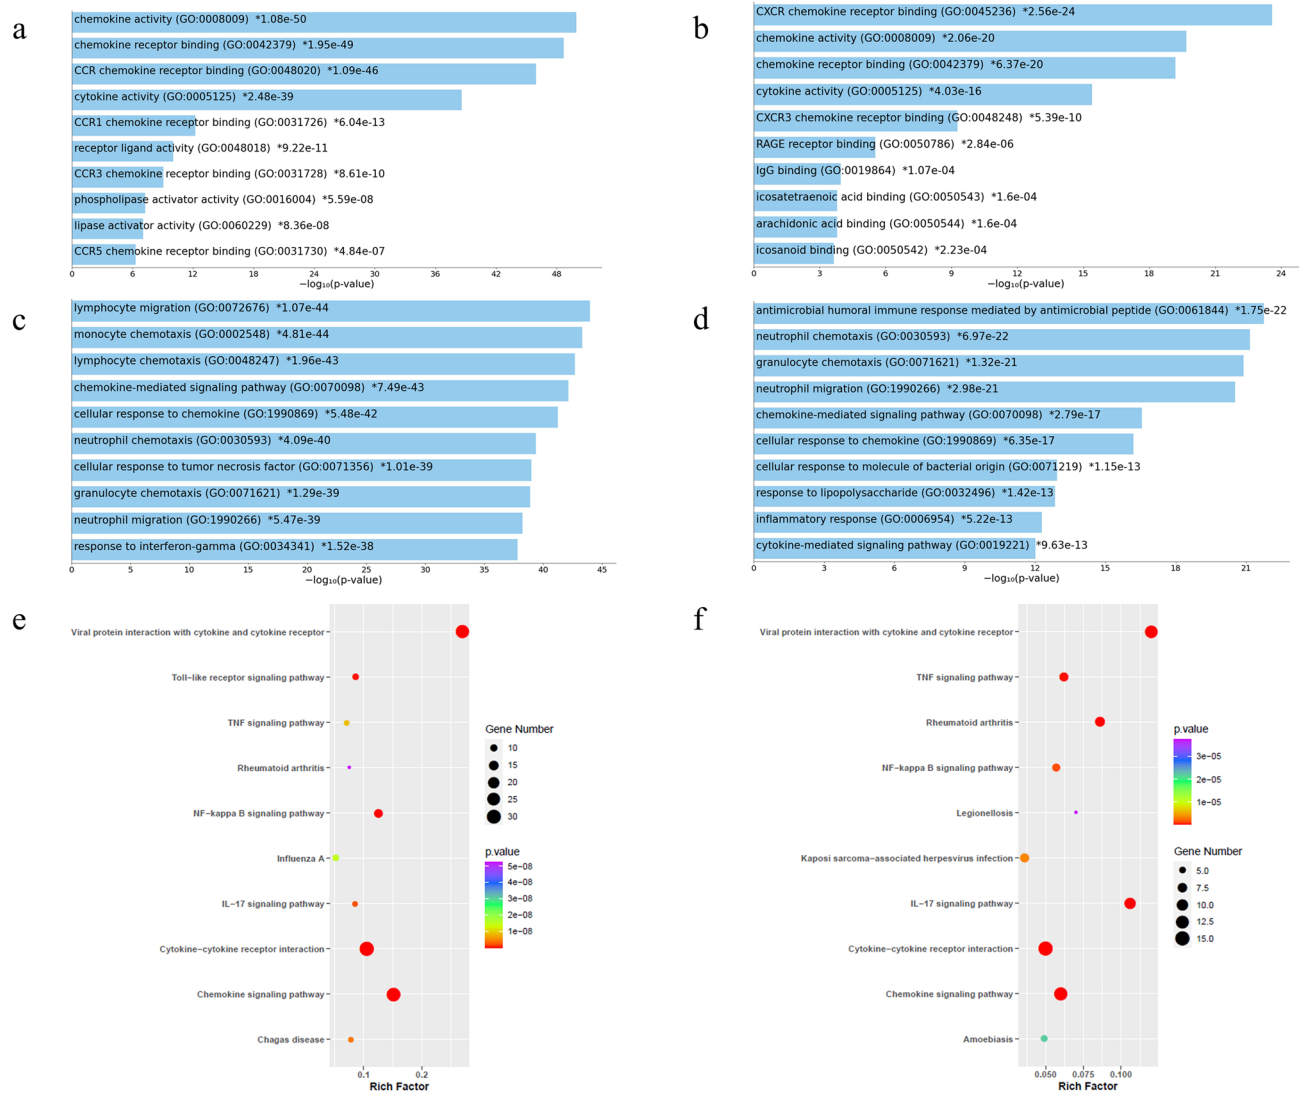 a
chemokine activity (GO:0008009) *1.08e-50
chemokine receptor binding (GO:0042379) *1.95e-49
CCR chemokine receptor binding (GO:0048020) *1.09e-46
cytokine activity (GO:0005125) *2.48e-39
CCR1 chemokine receptor binding (GO:0031726) *6.04e-13
receptor ligand activity (GO:0048018) *9.22e-11
CCR3 chemokine receptor binding (GO:0031728) *8.61e-10
phospholipase activator activity (GO:0016004) *5.59e-08
lipase activator activity (GO:0060229) *8.36e-08
CCR5 chemokine receptor binding (GO:0031730) *4.84e-07
0 6 12 18 24 30 36 42 48
−log₁₀(p-value)
b
CXCR chemokine receptor binding (GO:0045236) *2.56e-24
chemokine activity (GO:0008009) *2.06e-20
chemokine receptor binding (GO:0042379) *6.37e-20
cytokine activity (GO:0005125) *4.03e-16
CXCR3 chemokine receptor binding (GO:0048248) *5.39e-10
RAGE receptor binding (GO:0050786) *2.84e-06
IgG binding (GO:0019864) *1.07e-04
icosatetraenoic acid binding (GO:0050543) *1.6e-04
arachidonic acid binding (GO:0050544) *1.6e-04
icosanoid binding (GO:0050542) *2.23e-04
0 3 6 9 12 15 18 21 24
−log₁₀(p-value)
c
lymphocyte migration (GO:0072676) *1.07e-44
monocyte chemotaxis (GO:0002548) *4.81e-44
lymphocyte chemotaxis (GO:0048247) *1.96e-43
chemokine-mediated signaling pathway (GO:0070098) *7.49e-43
cellular response to chemokine (GO:1990869) *5.48e-42
neutrophil chemotaxis (GO:0030593) *4.09e-40
cellular response to tumor necrosis factor (GO:0071356) *1.01e-39
granulocyte chemotaxis (GO:0071621) *1.29e-39
neutrophil migration (GO:1990266) *5.47e-39
response to interferon-gamma (GO:0034341) *1.52e-38
0 5 10 15 20 25 30 35 40 45
−log₁₀(p-value)
d
antimicrobial humoral immune response mediated by antimicrobial peptide (GO:0061844) *1.75e-22
neutrophil chemotaxis (GO:0030593) *6.97e-22
granulocyte chemotaxis (GO:0071621) *1.32e-21
neutrophil migration (GO:1990266) *2.98e-21
chemokine-mediated signaling pathway (GO:0070098) *2.79e-17
cellular response to chemokine (GO:1990869) *6.35e-17
cellular response to molecule of bacterial origin (GO:0071219) *1.15e-13
response to lipopolysaccharide (GO:0032496) *1.42e-13
inflammatory response (GO:0006954) *5.22e-13
cytokine-mediated signaling pathway (GO:0019221) *9.63e-13
0 3 6 9 12 15 18 21
−log₁₀(p-value)
e
Viral protein interaction with cytokine and cytokine receptor
Toll−like receptor signaling pathway
TNF signaling pathway
Rheumatoid arthritis
NF−kappa B signaling pathway
Influenza A
IL−17 signaling pathway
Cytokine−cytokine receptor interaction
Chemokine signaling pathway
Chagas disease
0.1 0.2
Rich Factor
Gene Number
10
15
20
25
30
p.value
5e−08
4e−08
3e−08
2e−08
1e−08
f
Viral protein interaction with cytokine and cytokine receptor
TNF signaling pathway
Rheumatoid arthritis
NF−kappa B signaling pathway
Legionellosis
Kaposi sarcoma−associated herpesvirus infection
IL−17 signaling pathway
Cytokine−cytokine receptor interaction
Chemokine signaling pathway
Amoebiasis
0.050 0.075 0.100
Rich Factor
p.value
3e−05
2e−05
1e−05
Gene Number
5.0
7.5
10.0
12.5
15.0